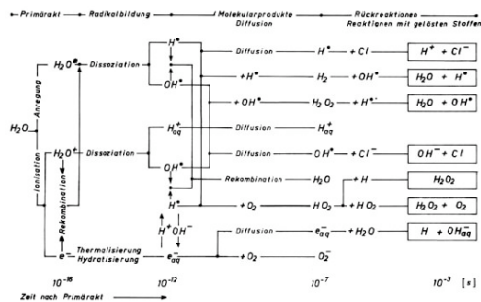 Primärakt Radikalbildung Molekularprodukte Rückreaktionen
Diffusion Reaktionen mit gelösten Stoffen
H• Diffusion H• + Cl⁻ H⁺ + Cl⁻
H₂O• Dissoziation
+H• H₂ + OH• H₂O + H•
OH• + OH• H₂O₂ + H• H₂O + OH•
Anregung
H₂O
H⁺aq Diffusion H⁺aq
Ionisation
H₂O⁺ Dissoziation Diffusion OH• + Cl⁻ OH⁻ + Cl
OH•
Rekombination H₂O + H H₂O₂
Rekombination
H• + O₂ HO₂ + HO₂ H₂O₂ + O₂
H⁺ OH⁻ Diffusion e⁻aq + H₂O H + OH⁻aq
Thermalisierung
e⁻ Hydratisierung e⁻aq + O₂ O₂⁻
10⁻¹⁶ 10⁻¹² 10⁻⁷ 10⁻³ [s]
Zeit nach Primärakt